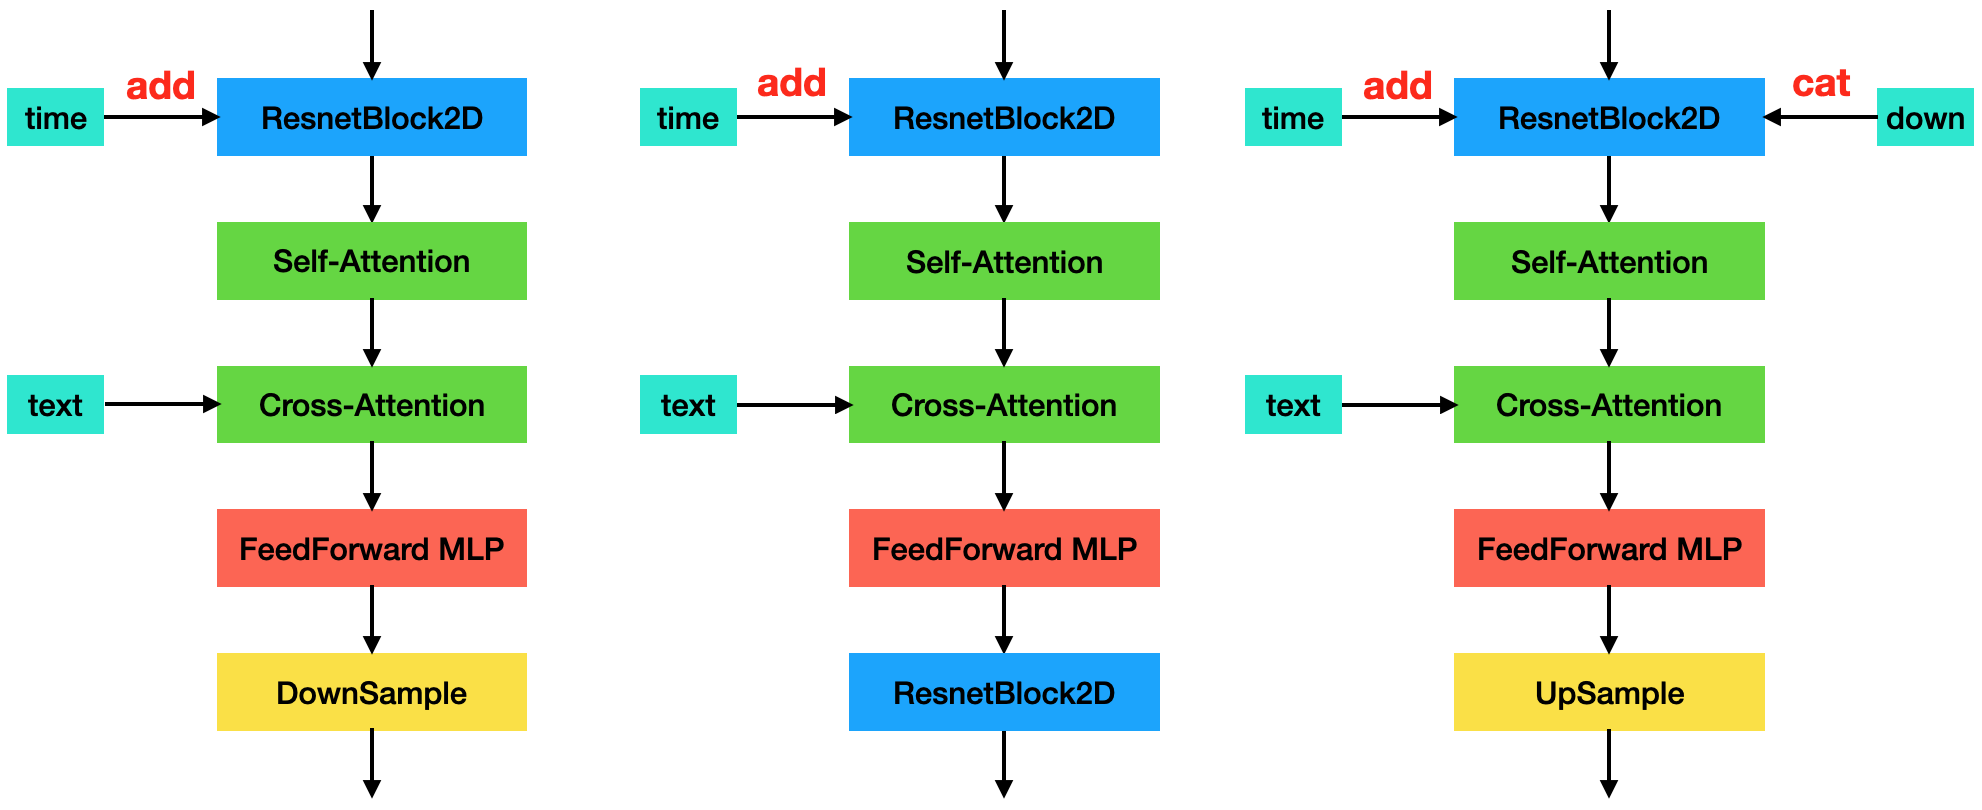 time
add
ResnetBlock2D
Self-Attention
text
Cross-Attention
FeedForward MLP
DownSample
time
add
ResnetBlock2D
Self-Attention
text
Cross-Attention
FeedForward MLP
ResnetBlock2D
time
add
ResnetBlock2D
cat
down
Self-Attention
text
Cross-Attention
FeedForward MLP
UpSample